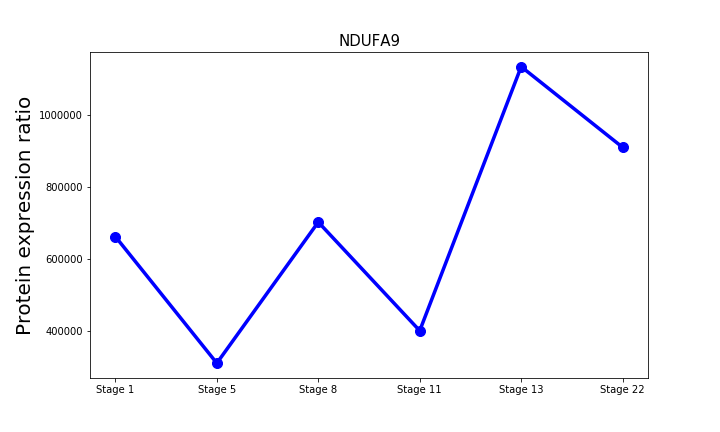 NDUFA9
Protein expression ratio
1000000
800000
600000
400000
Stage 1 Stage 5 Stage 8 Stage 11 Stage 13 Stage 22